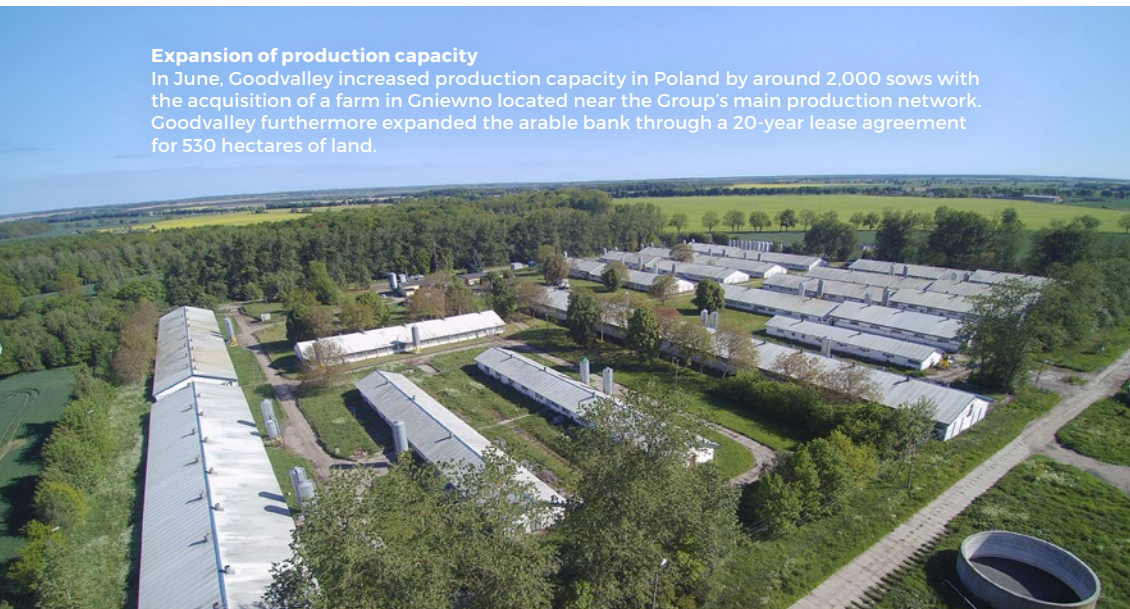 Expansion of production capacity
In June, Goodvalley increased production capacity in Poland by around 2,000 sows with
the acquisition of a farm in Gniewno located near the Group's main production network.
Goodvalley furthermore expanded the arable bank through a 20-year lease agreement
for 530 hectares of land.